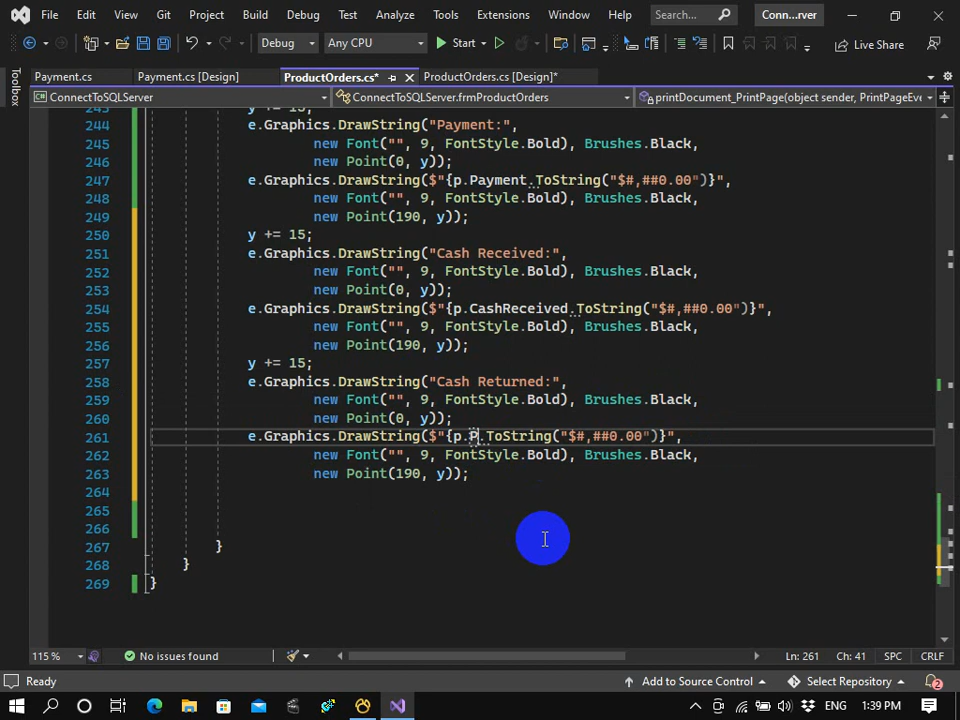 File Edit View Git Project Build Debug Test Analyze Tools Extensions Window Help Search... Conn...rver
Debug Any CPU Start Live Share
Payment.cs Payment.cs [Design] ProductOrders.cs* ProductOrders.cs [Design]*
Toolbox
ConnectToSQLServer ConnectToSQLServer.frmProductOrders printDocument_PrintPage(object sender, PrintPageEve
243 y += 15;
244 e.Graphics.DrawString("Payment:",
245 new Font("", 9, FontStyle.Bold), Brushes.Black,
246 new Point(0, y));
247 e.Graphics.DrawString($"{p.Payment.ToString("$#,##0.00")}",
248 new Font("", 9, FontStyle.Bold), Brushes.Black,
249 new Point(190, y));
250 y += 15;
251 e.Graphics.DrawString("Cash Received:",
252 new Font("", 9, FontStyle.Bold), Brushes.Black,
253 new Point(0, y));
254 e.Graphics.DrawString($"{p.CashReceived.ToString("$#,##0.00")}",
255 new Font("", 9, FontStyle.Bold), Brushes.Black,
256 new Point(190, y));
257 y += 15;
258 e.Graphics.DrawString("Cash Returned:",
259 new Font("", 9, FontStyle.Bold), Brushes.Black,
260 new Point(0, y));
261 e.Graphics.DrawString($"{p.P.ToString("$#,##0.00")}",
262 new Font("", 9, FontStyle.Bold), Brushes.Black,
263 new Point(190, y));
264
265
266
267 }
268 }
269 }
115 % No issues found Ln: 261 Ch: 41 SPC CRLF
Ready Add to Source Control Select Repository 2
ENG 1:39 PM